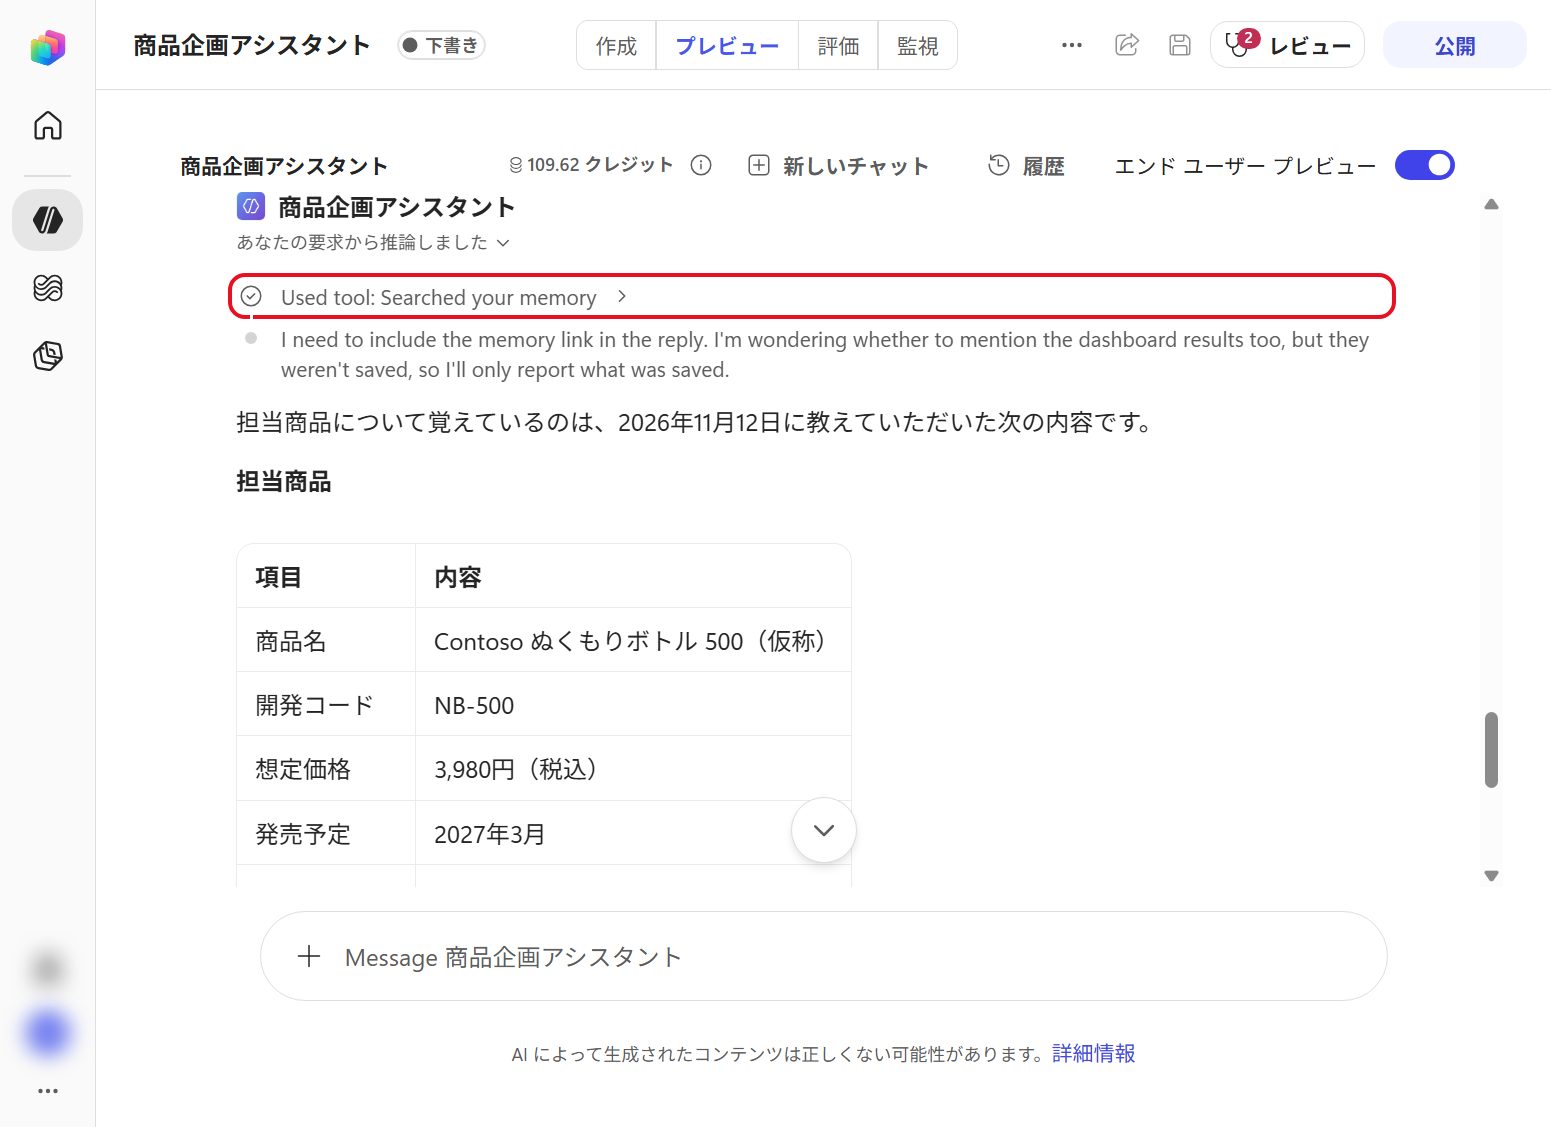 商品企画アシスタント
下書き
作成
プレビュー
評価
監視
2
レビュー
公開
商品企画アシスタント
109.62 クレジット
新しいチャット
履歴
エンド ユーザー プレビュー
商品企画アシスタント
あなたの要求から推論しました
Used tool: Searched your memory
I need to include the memory link in the reply. I'm wondering whether to mention the dashboard results too, but they
weren't saved, so I'll only report what was saved.
担当商品について覚えているのは、2026年11月12日に教えていただいた次の内容です。
担当商品
項目
内容
商品名
Contoso ぬくもりボトル 500（仮称）
開発コード
NB-500
想定価格
3,980円（税込）
発売予定
2027年3月
Message 商品企画アシスタント
AI によって生成されたコンテンツは正しくない可能性があります。詳細情報